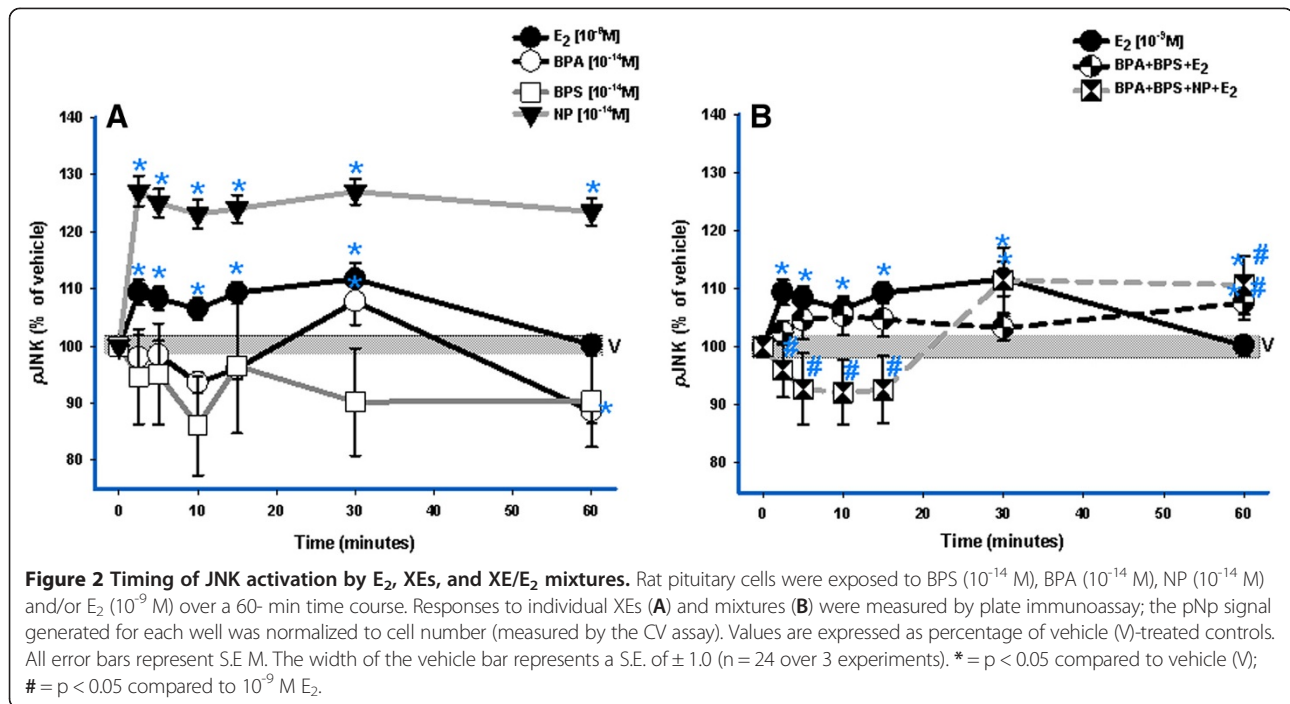 E₂ [10⁻⁹M]
BPA [10⁻¹⁴M]
BPS [10⁻¹⁴M]
NP [10⁻¹⁴M]
A
140
130
120
110
100
90
80
pJNK (% of vehicle)
* * * * * *
* * * * *
*
*
V
0 10 20 30 40 50 60
Time (minutes)
E₂ [10⁻⁹M]
BPA+BPS+E₂
BPA+BPS+NP+E₂
B
140
130
120
110
100
90
80
pJNK (% of vehicle)
* * * * *
*
* #
* #
# # # #
V
0 10 20 30 40 50 60
Time (minutes)
Figure 2 Timing of JNK activation by E₂, XEs, and XE/E₂ mixtures. Rat pituitary cells were exposed to BPS (10⁻¹⁴ M), BPA (10⁻¹⁴ M), NP (10⁻¹⁴ M)
and/or E₂ (10⁻⁹ M) over a 60- min time course. Responses to individual XEs (A) and mixtures (B) were measured by plate immunoassay; the pNp signal
generated for each well was normalized to cell number (measured by the CV assay). Values are expressed as percentage of vehicle (V)-treated controls.
All error bars represent S.E M. The width of the vehicle bar represents a S.E. of ± 1.0 (n = 24 over 3 experiments). * = p < 0.05 compared to vehicle (V);
# = p < 0.05 compared to 10⁻⁹ M E₂.